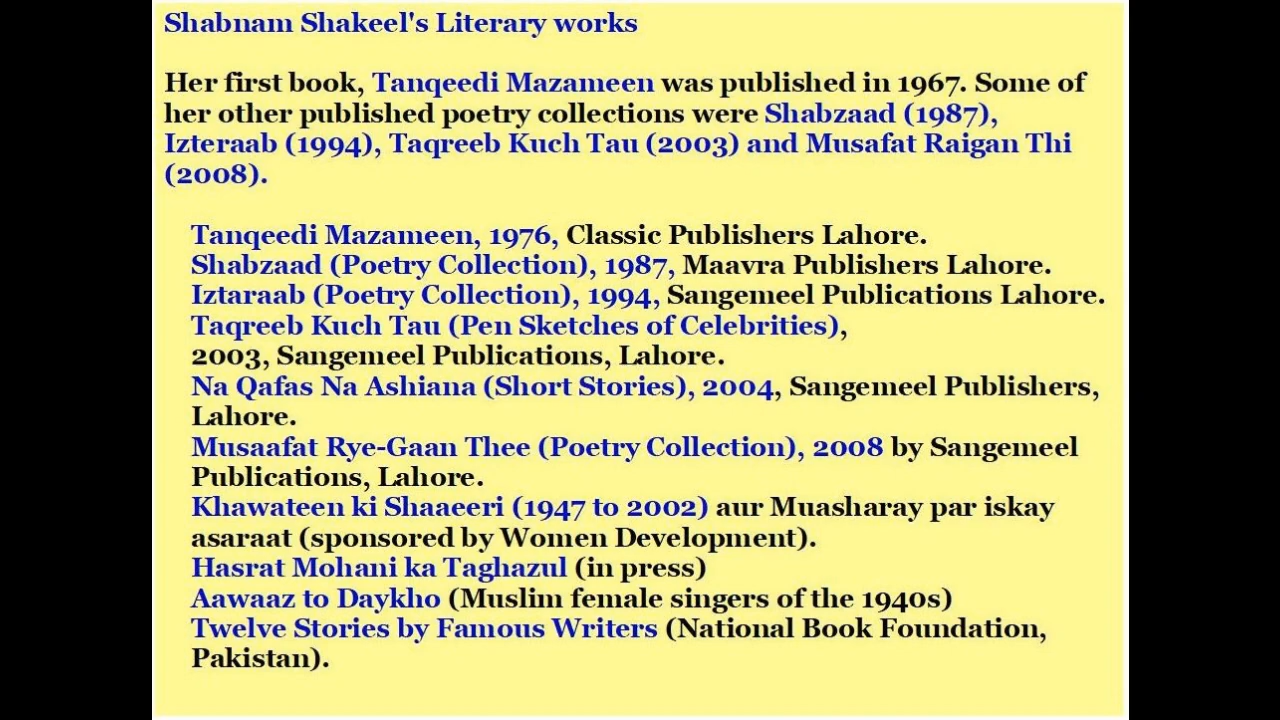 Shabnam Shakeel's Literary works
Her first book, Tanqeedi Mazameen was published in 1967. Some of
her other published poetry collections were Shabzaad (1987),
Izteraab (1994), Taqreeb Kuch Tau (2003) and Musafat Raigan Thi
(2008).
Tanqeedi Mazameen, 1976, Classic Publishers Lahore.
Shabzaad (Poetry Collection), 1987, Maavra Publishers Lahore.
Iztaraab (Poetry Collection), 1994, Sangemeel Publications Lahore.
Taqreeb Kuch Tau (Pen Sketches of Celebrities),
2003, Sangemeel Publications, Lahore.
Na Qafas Na Ashiana (Short Stories), 2004, Sangemeel Publishers,
Lahore.
Musaafat Rye-Gaan Thee (Poetry Collection), 2008 by Sangemeel
Publications, Lahore.
Khawateen ki Shaaeeri (1947 to 2002) aur Muasharay par iskay
asaraat (sponsored by Women Development).
Hasrat Mohani ka Taghazul (in press)
Aawaaz to Daykho (Muslim female singers of the 1940s)
Twelve Stories by Famous Writers (National Book Foundation,
Pakistan).